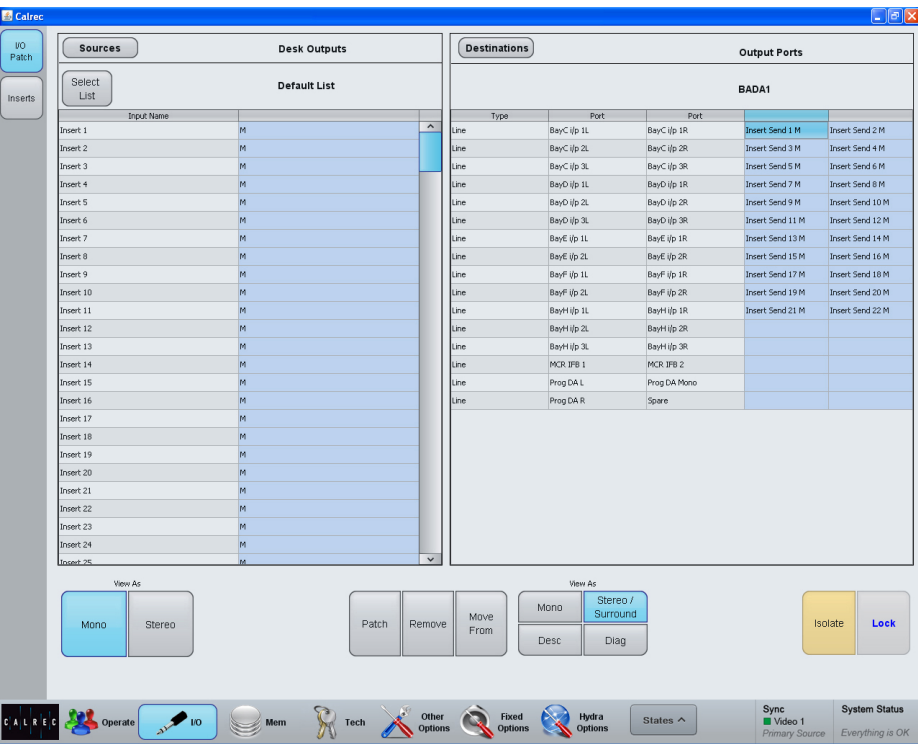 Calrec
I/O
Patch
Inserts
Sources
Desk Outputs
Select
List
Default List
Input Name
Insert 1 M
Insert 2 M
Insert 3 M
Insert 4 M
Insert 5 M
Insert 6 M
Insert 7 M
Insert 8 M
Insert 9 M
Insert 10 M
Insert 11 M
Insert 12 M
Insert 13 M
Insert 14 M
Insert 15 M
Insert 16 M
Insert 17 M
Insert 18 M
Insert 19 M
Insert 20 M
Insert 21 M
Insert 22 M
Insert 23 M
Insert 24 M
Insert 25 M
Destinations
Output Ports
BADA1
Type Port Port
Line BayC i/p 1L BayC i/p 1R Insert Send 1 M Insert Send 2 M
Line BayC i/p 2L BayC i/p 2R Insert Send 3 M Insert Send 4 M
Line BayC i/p 3L BayC i/p 3R Insert Send 5 M Insert Send 6 M
Line BayD i/p 1L BayD i/p 1R Insert Send 7 M Insert Send 8 M
Line BayD i/p 2L BayD i/p 2R Insert Send 9 M Insert Send 10 M
Line BayD i/p 3L BayD i/p 3R Insert Send 11 M Insert Send 12 M
Line BayE i/p 1L BayE i/p 1R Insert Send 13 M Insert Send 14 M
Line BayE i/p 2L BayE i/p 2R Insert Send 15 M Insert Send 16 M
Line BayF i/p 1L BayF i/p 1R Insert Send 17 M Insert Send 18 M
Line BayF i/p 2L BayF i/p 2R Insert Send 19 M Insert Send 20 M
Line BayH i/p 1L BayH i/p 1R Insert Send 21 M Insert Send 22 M
Line BayH i/p 2L BayH i/p 2R
Line BayH i/p 3L BayH i/p 3R
Line MCR IFB 1 MCR IFB 2
Line Prog DA L Prog DA Mono
Line Prog DA R Spare
View As
Mono Stereo
Patch Remove Move
From
View As
Mono Stereo /
Surround
Desc Diag
Isolate Lock
CALREC
Operate
I/O
Mem
Tech
Other
Options
Fixed
Options
Hydra
Options
States
Sync
Video 1
Primary Source
System Status
Everything is OK